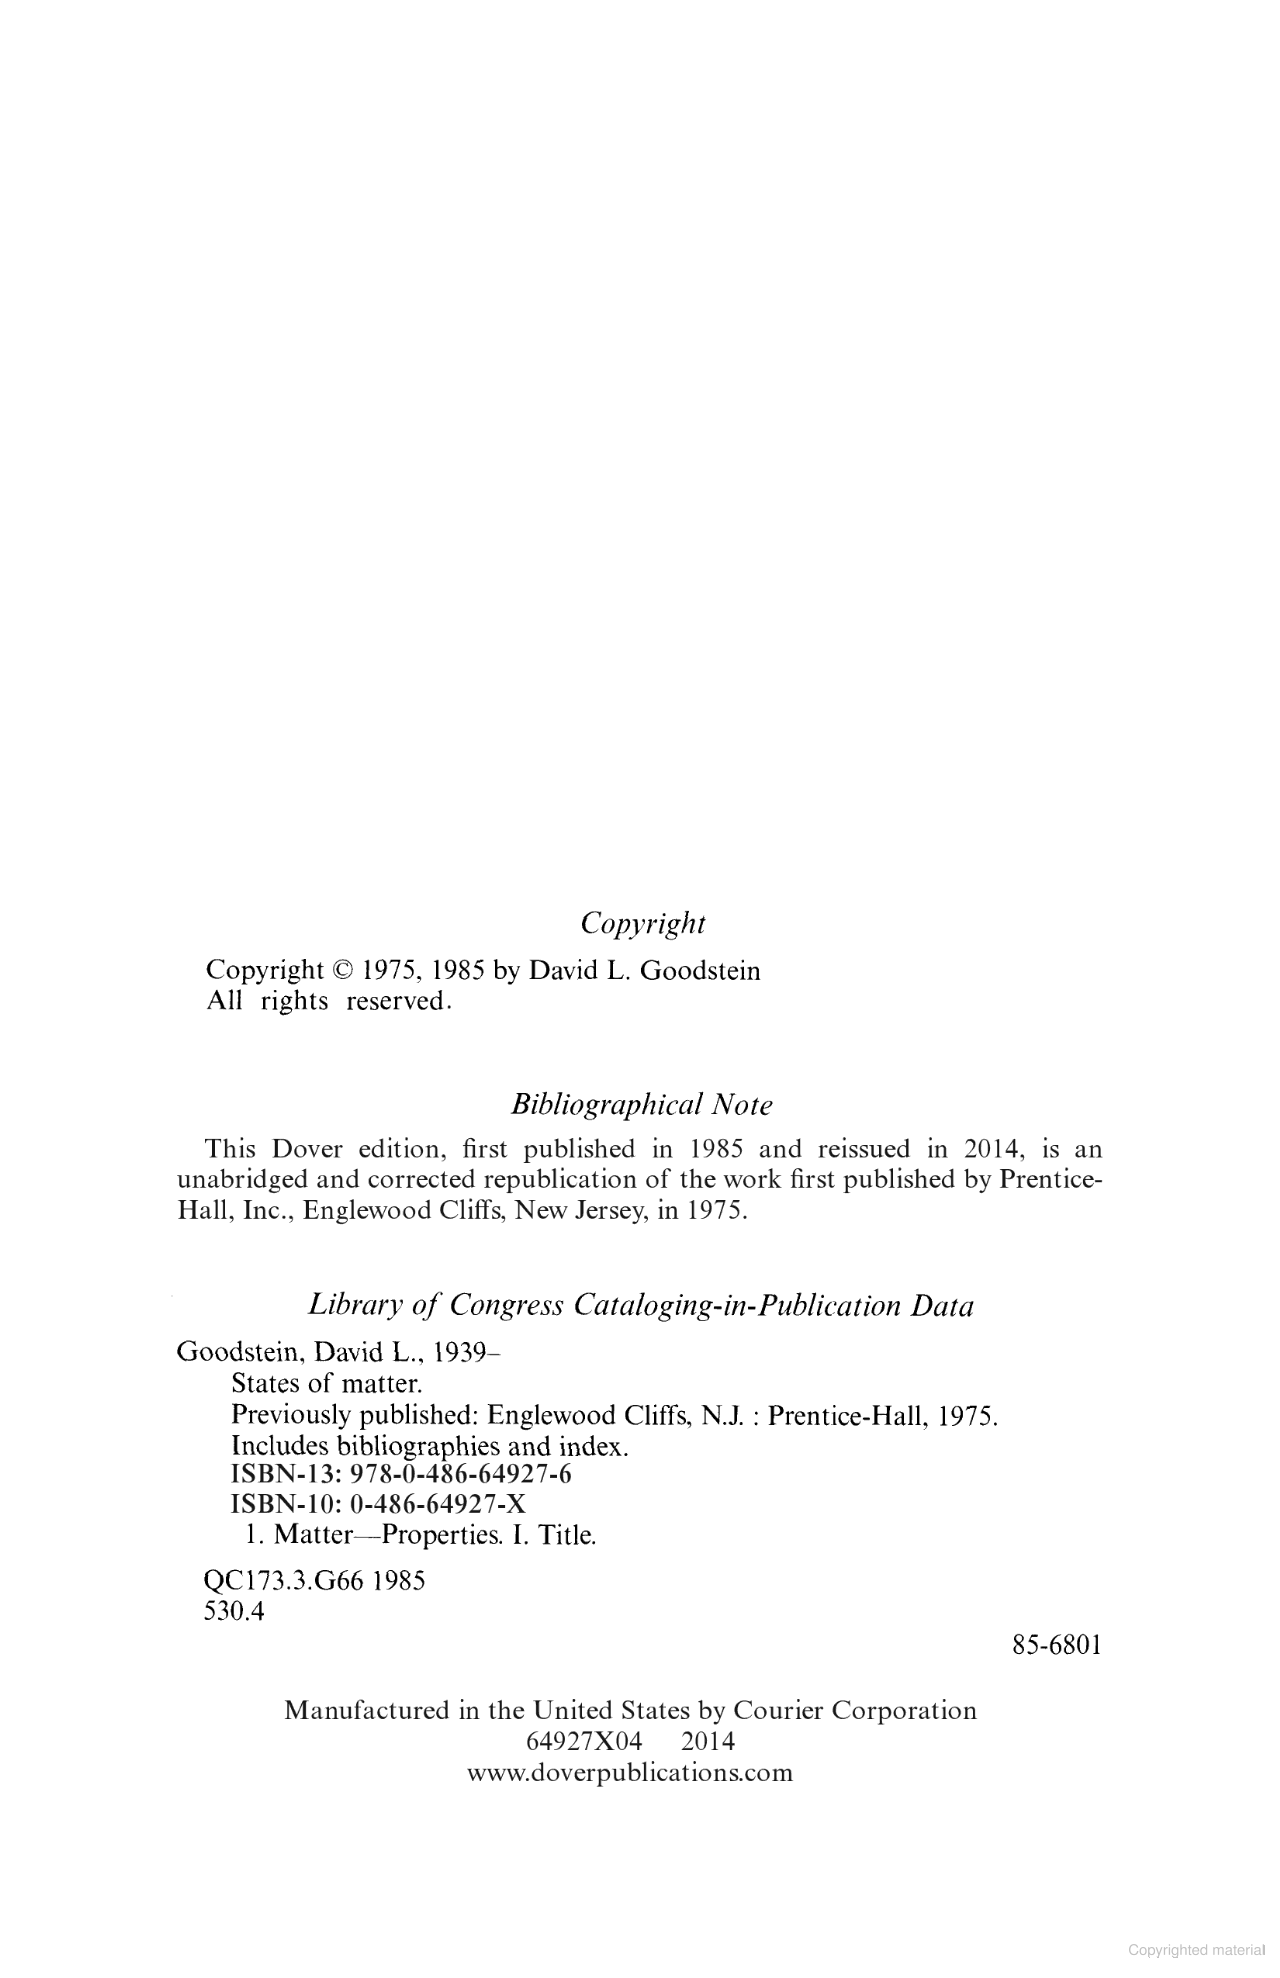 Copyright
Copyright © 1975, 1985 by David L. Goodstein
All rights reserved.
Bibliographical Note
This Dover edition, first published in 1985 and reissued in 2014, is an
unabridged and corrected republication of the work first published by Prentice-
Hall, Inc., Englewood Cliffs, New Jersey, in 1975.
Library of Congress Cataloging-in-Publication Data
Goodstein, David L., 1939–
States of matter.
Previously published: Englewood Cliffs, N.J. : Prentice-Hall, 1975.
Includes bibliographies and index.
ISBN-13: 978-0-486-64927-6
ISBN-10: 0-486-64927-X
1. Matter—Properties. I. Title.
QC173.3.G66 1985
530.4
85-6801
Manufactured in the United States by Courier Corporation
64927X04 2014
www.doverpublications.com
Copyrighted material